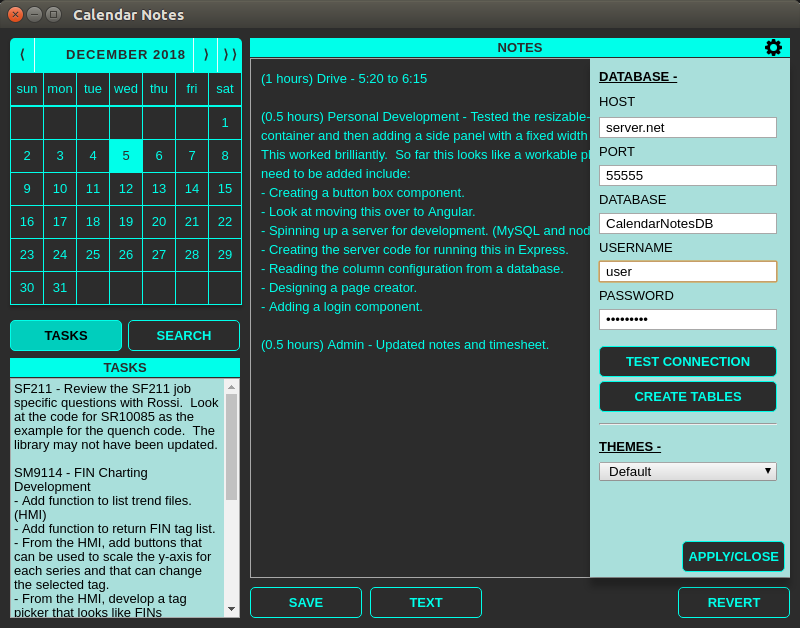 Calendar Notes
⟨ DECEMBER 2018 ⟩ ⟩⟩
sun mon tue wed thu fri sat
1
2 3 4 5 6 7 8
9 10 11 12 13 14 15
16 17 18 19 20 21 22
23 24 25 26 27 28 29
30 31
TASKS SEARCH
TASKS
SF211 - Review the SF211 job
specific questions with Rossi. Look
at the code for SR10085 as the
example for the quench code. The
library may not have been updated.
SM9114 - FIN Charting
Development
- Add function to list trend files.
(HMI)
- Add function to return FIN tag list.
- From the HMI, add buttons that
can be used to scale the y-axis for
each series and that can change
the selected tag.
- From the HMI, develop a tag
picker that looks like FINs
NOTES
(1 hours) Drive - 5:20 to 6:15
(0.5 hours) Personal Development - Tested the resizable-
container and then adding a side panel with a fixed width
This worked brilliantly. So far this looks like a workable
need to be added include:
- Creating a button box component.
- Look at moving this over to Angular.
- Spinning up a server for development. (MySQL and
- Creating the server code for running this in Express.
- Reading the column configuration from a database.
- Designing a page creator.
- Adding a login component.
(0.5 hours) Admin - Updated notes and timesheet.
DATABASE -
HOST
server.net
PORT
55555
DATABASE
CalendarNotesDB
USERNAME
user
PASSWORD
•••••••••
TEST CONNECTION
CREATE TABLES
THEMES -
Default
APPLY/CLOSE
SAVE TEXT REVERT